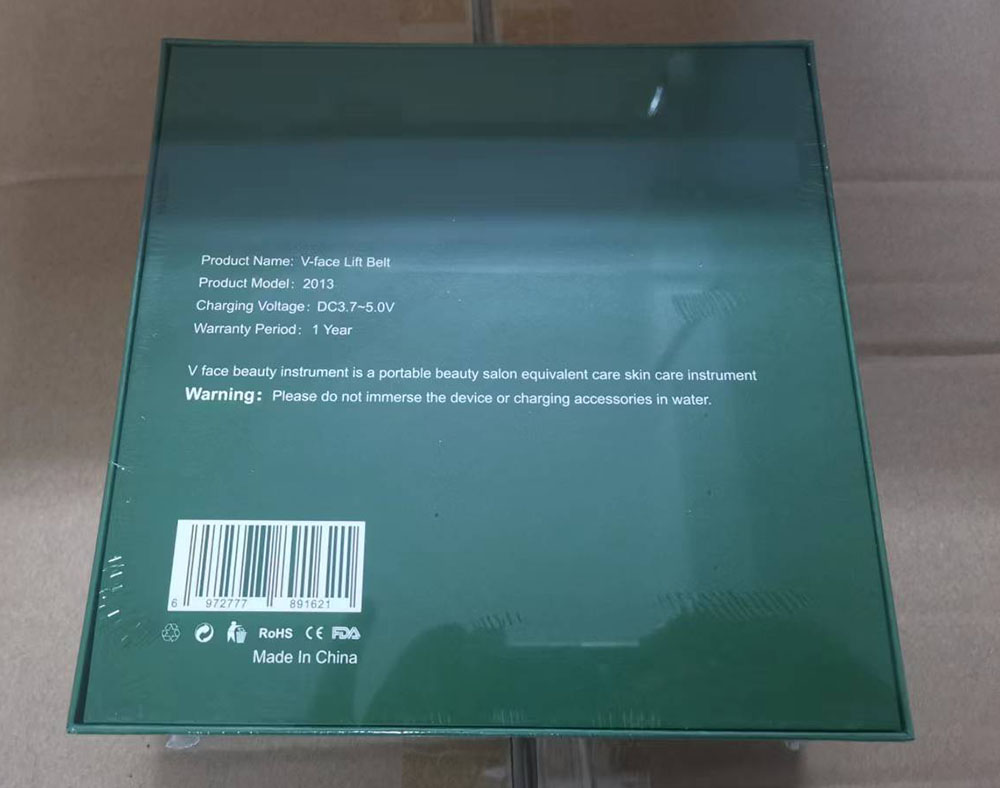 Product Name: V-face Lift Belt
Product Model: 2013
Charging Voltage: DC3.7~5.0V
Warranty Period: 1 Year
V face beauty instrument is a portable beauty salon equivalent care skin care instrument
Warning: Please do not immerse the device or charging accessories in water.
6 972777 891621
RoHS CE FDA
Made In China